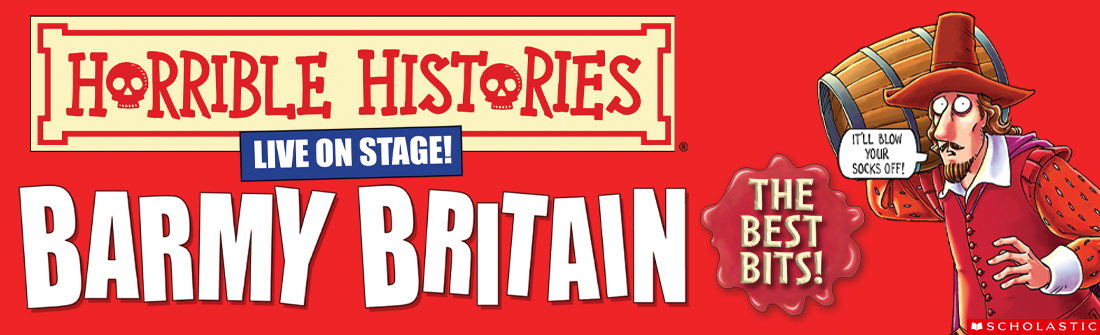 HORRIBLE HISTORIES
®
LIVE ON STAGE!
BARMY BRITAIN
THE
BEST
BITS!
IT'LL BLOW
YOUR
SOCKS OFF!
SCHOLASTIC